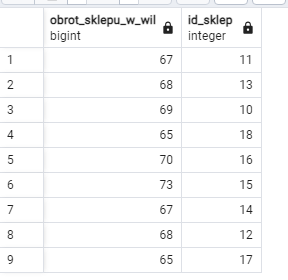 obrot_sklepu_w_wil id_sklep
bigint integer
1 67 11
2 68 13
3 69 10
4 65 18
5 70 16
6 73 15
7 67 14
8 68 12
9 65 17